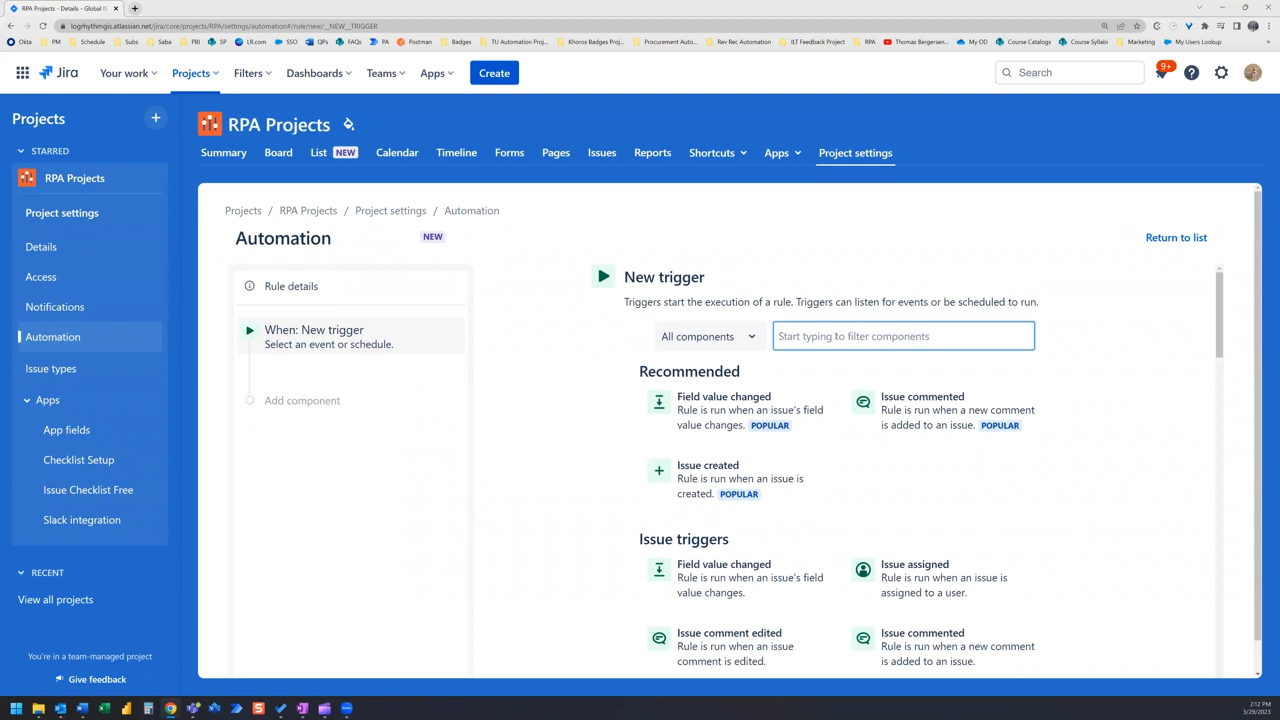 RPA Projects - Details - Global IS
logrhythmgis.atlassian.net/jira/core/projects/RPA/settings/automation#/rule/new/__NEW__TRIGGER
Okta PM Schedule Subs Saba PBI SP LR.com SSO QPs FAQs PA Postman Badges TU Automation Proj... Khoros Badges Proj... Procurement Auto... Rev Rec Automation ILT Feedback Project RPA Thomas Bergersen... My OD Course Catalogs Course Syllabi Marketing My Users Lookup »
Jira Your work Projects Filters Dashboards Teams Apps Create Search 9+
Projects
STARRED
RPA Projects
Project settings
Details
Access
Notifications
Automation
Issue types
Apps
App fields
Checklist Setup
Issue Checklist Free
Slack integration
RECENT
View all projects
You're in a team-managed project
Give feedback
RPA Projects
Summary Board List NEW Calendar Timeline Forms Pages Issues Reports Shortcuts Apps Project settings
Projects / RPA Projects / Project settings / Automation
Automation NEW
Return to list
Rule details
When: New trigger
Select an event or schedule.
Add component
New trigger
Triggers start the execution of a rule. Triggers can listen for events or be scheduled to run.
All components
Start typing to filter components
Recommended
Field value changed
Rule is run when an issue's field
value changes. POPULAR
Issue commented
Rule is run when a new comment
is added to an issue. POPULAR
Issue created
Rule is run when an issue is
created. POPULAR
Issue triggers
Field value changed
Rule is run when an issue's field
value changes.
Issue assigned
Rule is run when an issue is
assigned to a user.
Issue comment edited
Rule is run when an issue
comment is edited.
Issue commented
Rule is run when a new comment
is added to an issue.
2:12 PM
3/29/2023